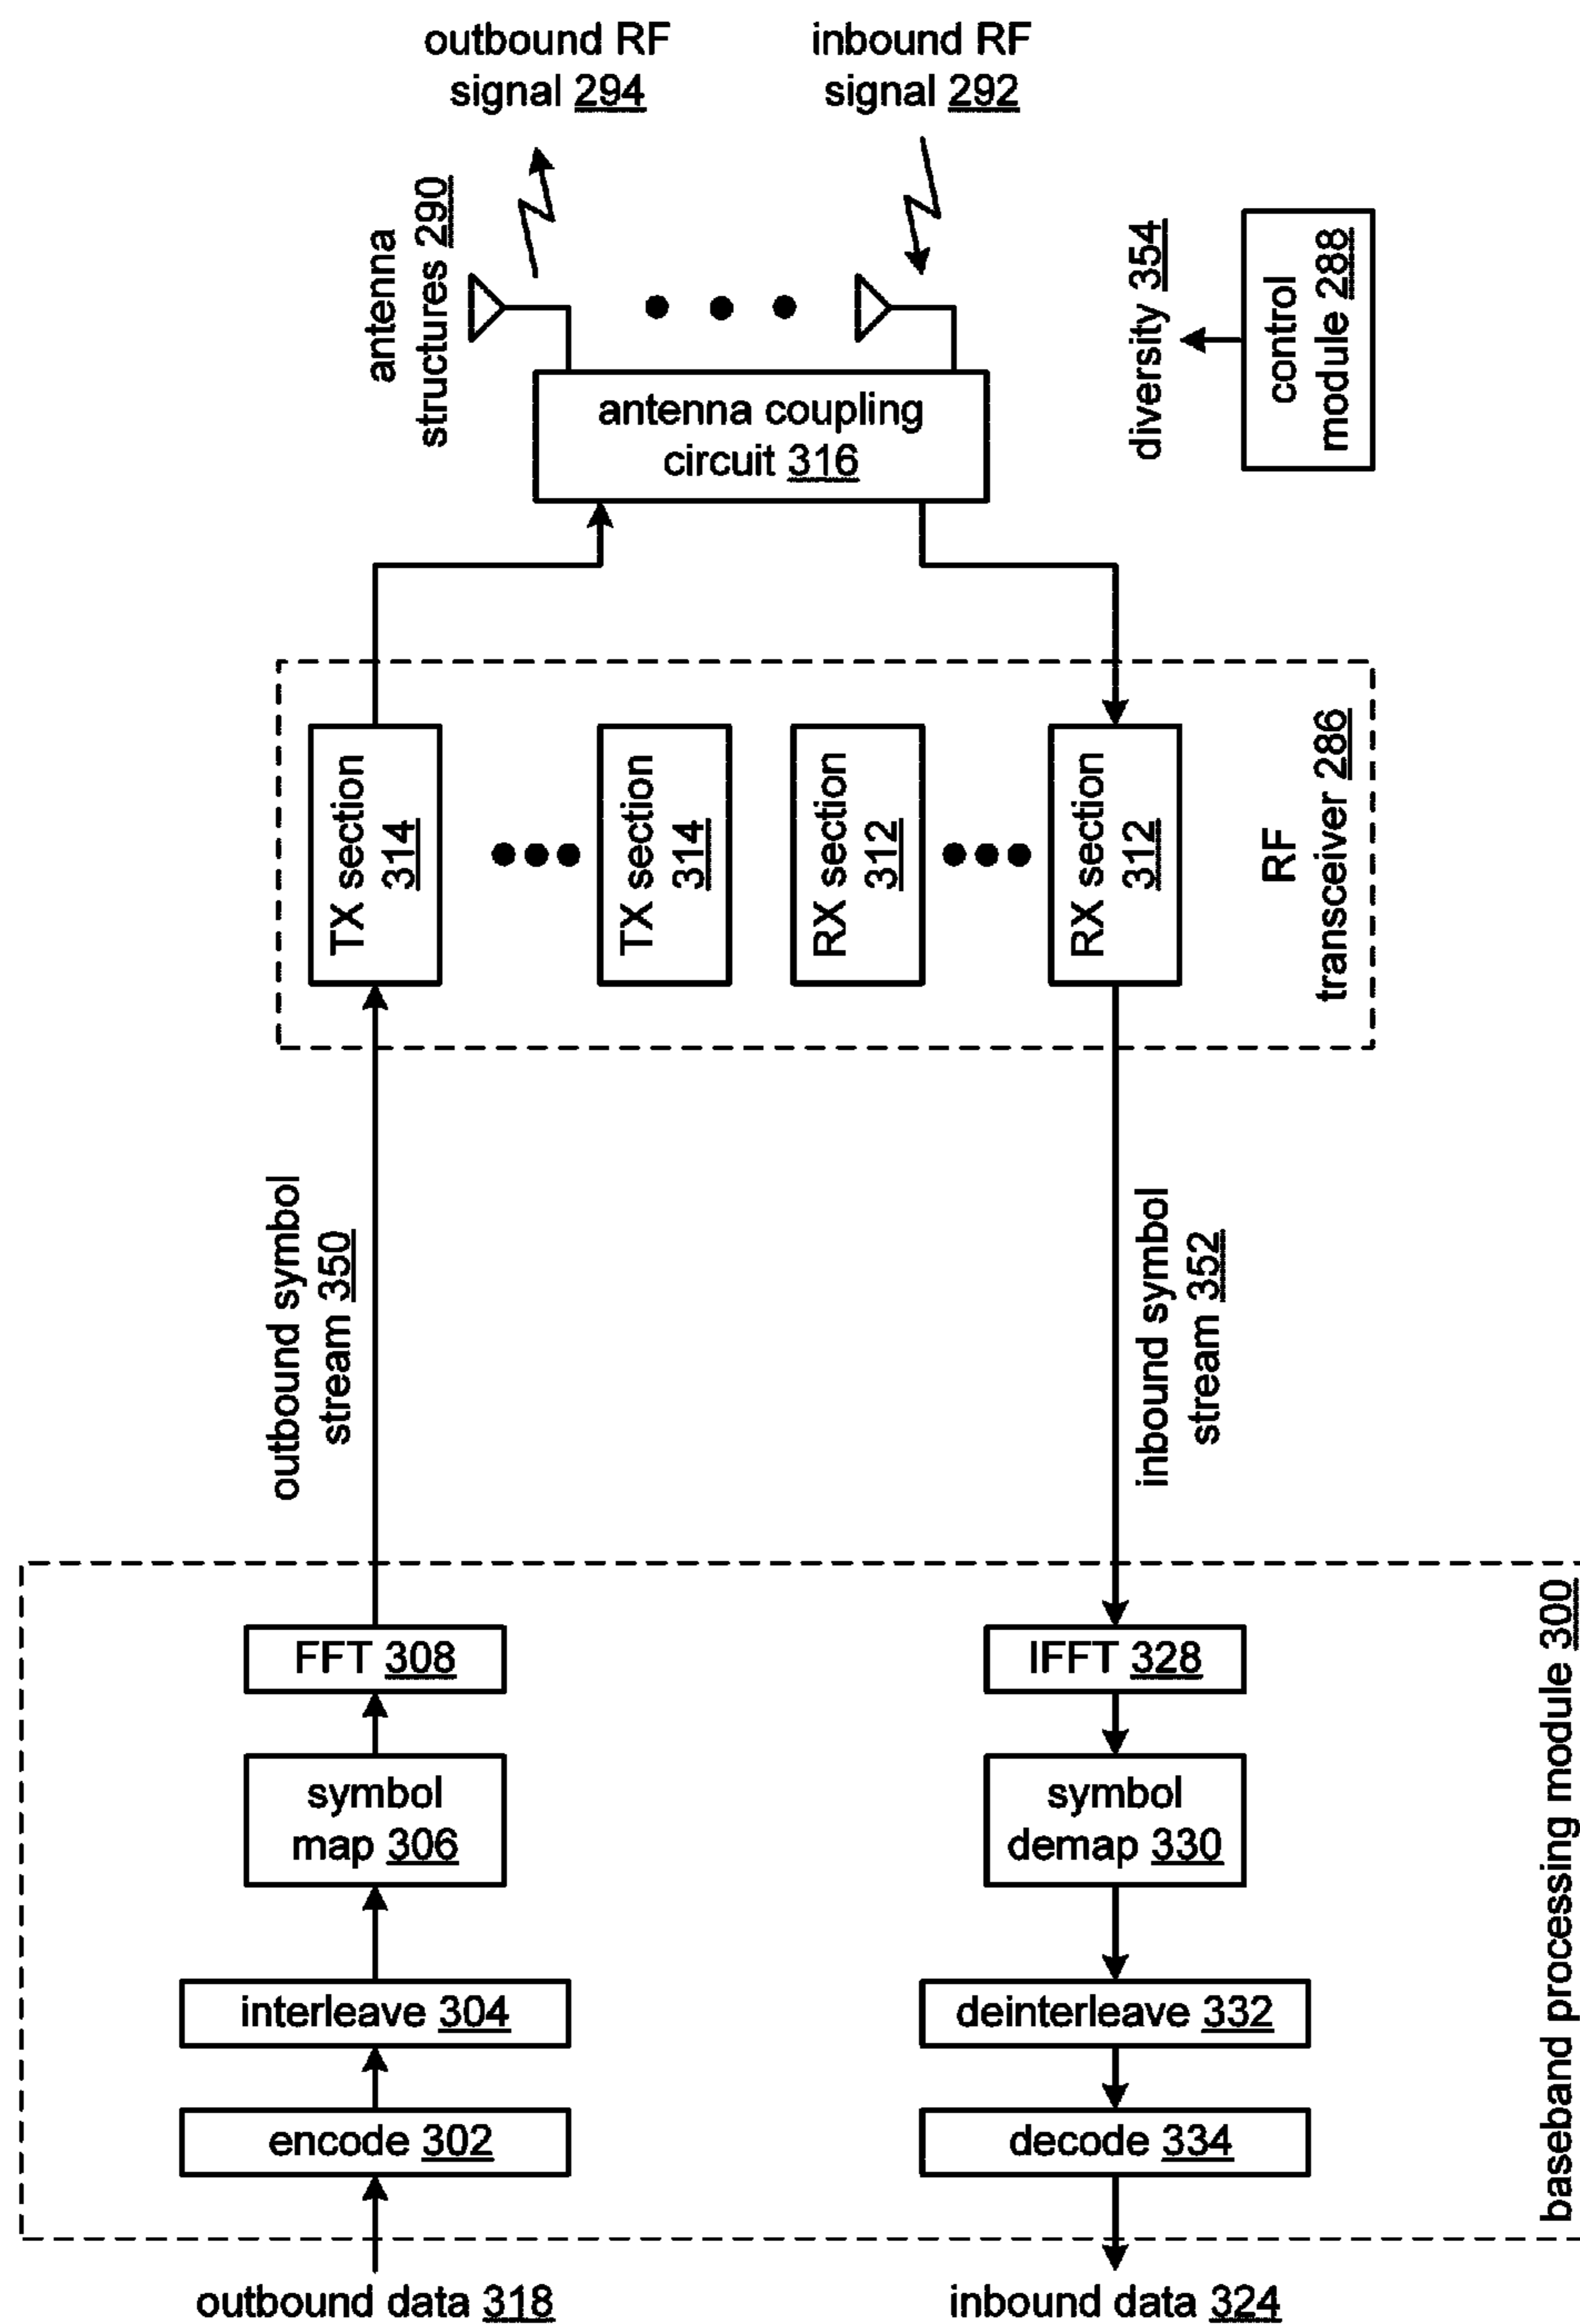 outbound RF
signal 294
inbound RF
signal 292
antenna
structures 290
antenna coupling
circuit 316
diversity 354
control
module 288
TX section
314
TX section
314
RX section
312
RX section
312
RF
transceiver 286
outbound symbol
stream 350
inbound symbol
stream 352
FFT 308
IFFT 328
symbol
map 306
symbol
demap 330
interleave 304
deinterleave 332
encode 302
decode 334
baseband processing module 300
outbound data 318
inbound data 324